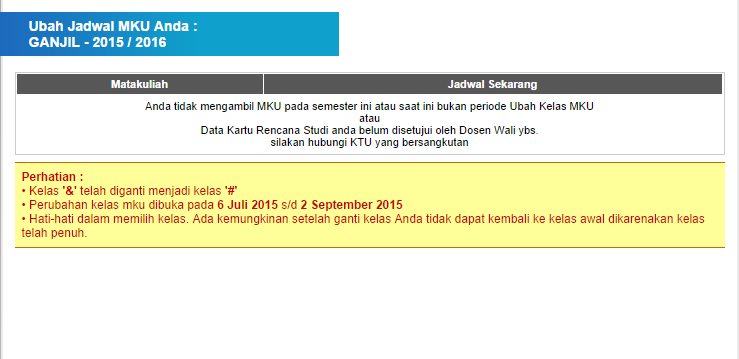 Ubah Jadwal MKU Anda :
GANJIL - 2015 / 2016
Matakuliah Jadwal Sekarang
Anda tidak mengambil MKU pada semester ini atau saat ini bukan periode Ubah Kelas MKU
atau
Data Kartu Rencana Studi anda belum disetujui oleh Dosen Wali ybs.
silakan hubungi KTU yang bersangkutan
Perhatian :
• Kelas '&' telah diganti menjadi kelas '#'
• Perubahan kelas mku dibuka pada 6 Juli 2015 s/d 2 September 2015
• Hati-hati dalam memilih kelas. Ada kemungkinan setelah ganti kelas Anda tidak dapat kembali ke kelas awal dikarenakan kelas
telah penuh.